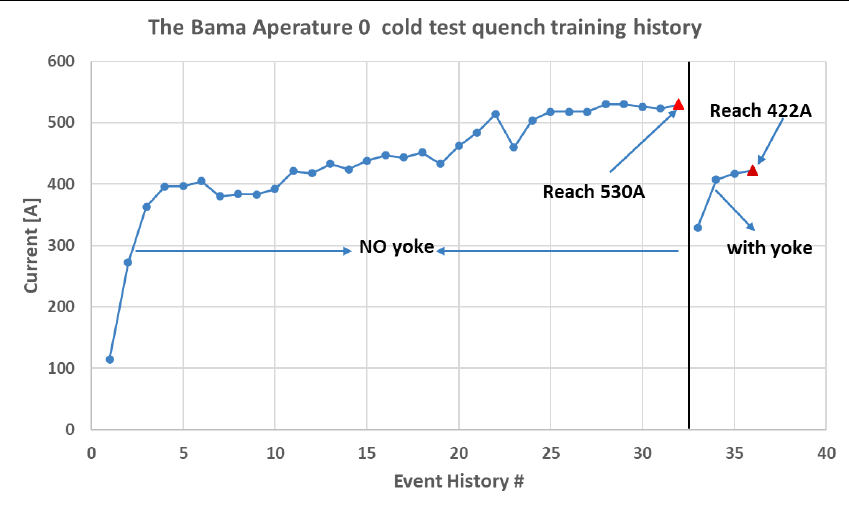 The Bama Aperature 0 cold test quench training history
600
500
400
300
200
100
0
Current [A]
Reach 422A
Reach 530A
NO yoke
with yoke
0 5 10 15 20 25 30 35 40
Event History #